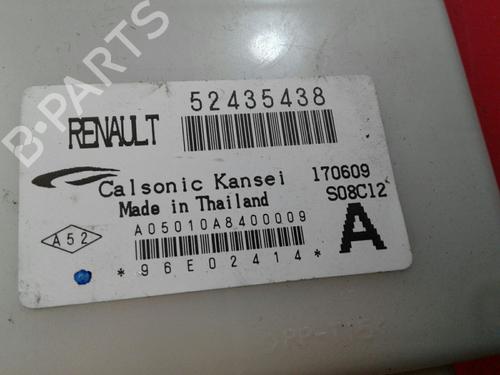 B-PARTS
RENAULT
52435438
Calsonic Kansei
170609
Made in Thailand
S08C12
A52
A05010A8400009
A
*96E02414*